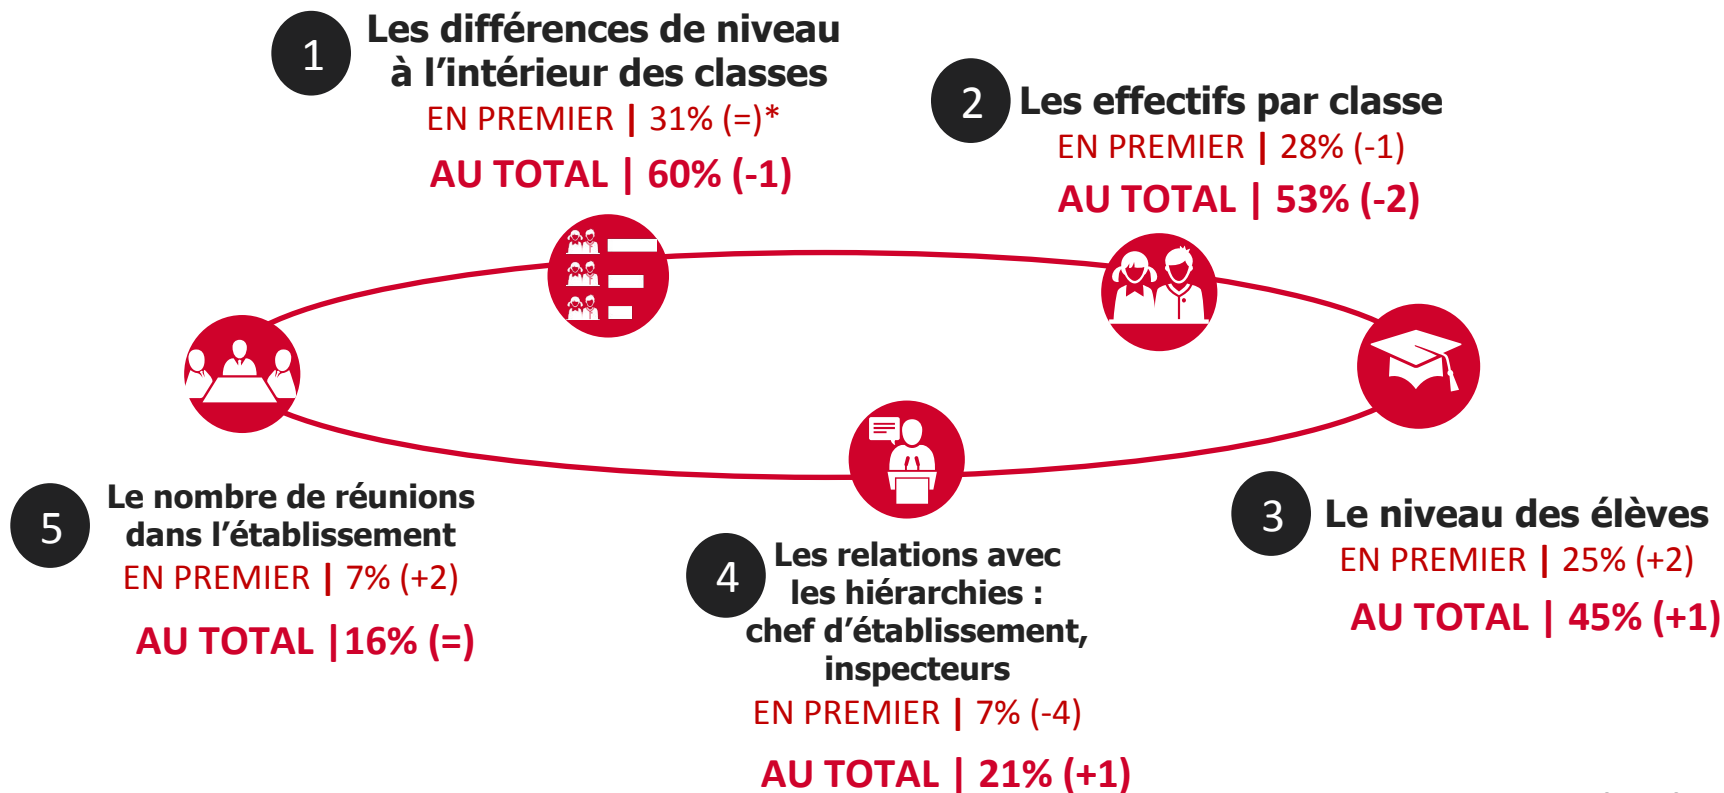 1
Les différences de niveau
à l’intérieur des classes
EN PREMIER | 31% (=)*
AU TOTAL | 60% (-1)
2
Les effectifs par classe
EN PREMIER | 28% (-1)
AU TOTAL | 53% (-2)
3
Le niveau des élèves
EN PREMIER | 25% (+2)
AU TOTAL | 45% (+1)
4
Les relations avec
les hiérarchies :
chef d’établissement,
inspecteurs
EN PREMIER | 7% (-4)
AU TOTAL | 21% (+1)
5
Le nombre de réunions
dans l’établissement
EN PREMIER | 7% (+2)
AU TOTAL |16% (=)